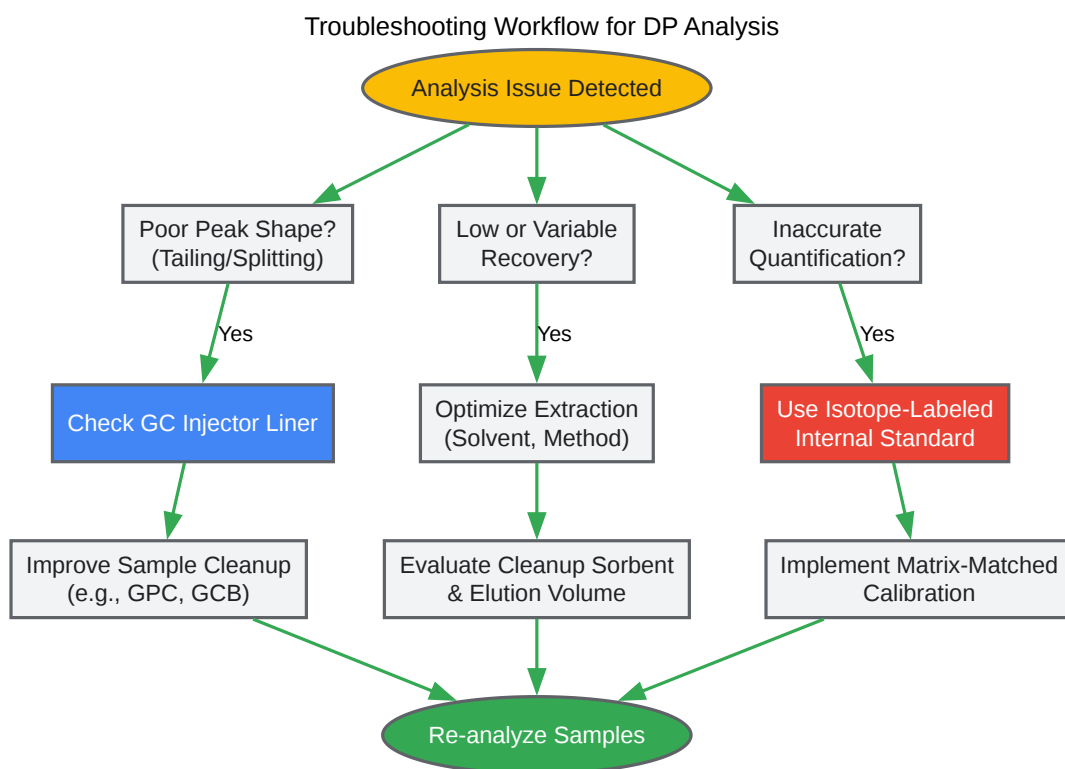 Troubleshooting Workflow for DP Analysis
Analysis Issue Detected
Poor Peak Shape?
(Tailing/Splitting)
Low or Variable
Recovery?
Inaccurate
Quantification?
Yes
Yes
Yes
Check GC Injector Liner
Optimize Extraction
(Solvent, Method)
Use Isotope-Labeled
Internal Standard
Improve Sample Cleanup
(e.g., GPC, GCB)
Evaluate Cleanup Sorbent
& Elution Volume
Implement Matrix-Matched
Calibration
Re-analyze Samples